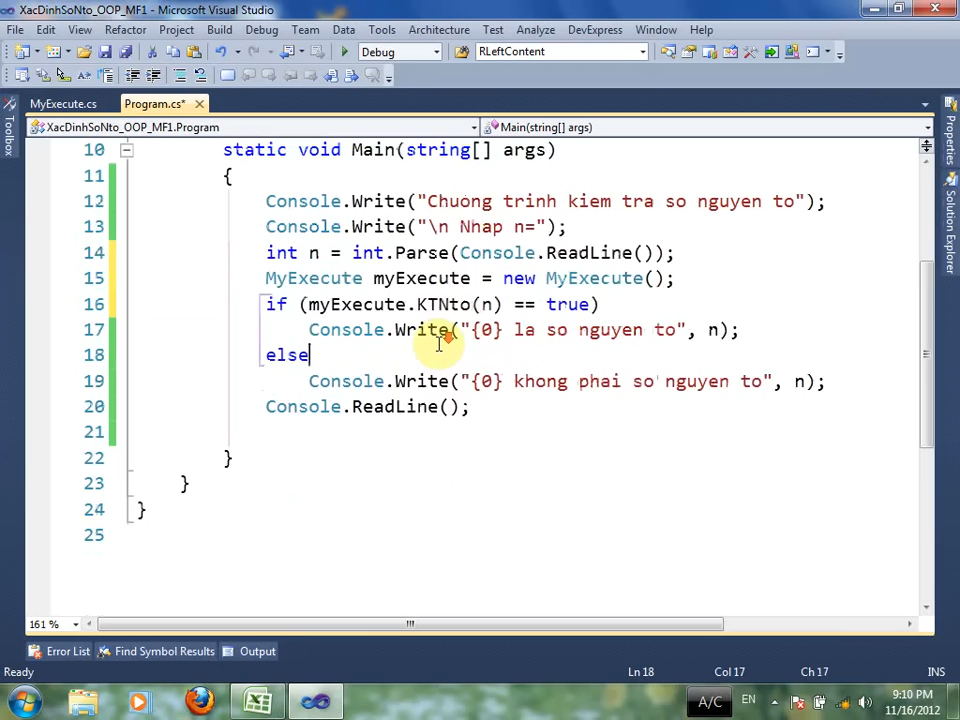 XacDinhSoNto_OOP_MF1 - Microsoft Visual Studio
File Edit View Refactor Project Build Debug Team Data Tools Architecture Test Analyze DevExpress Window Help
Debug RLeftContent
MyExecute.cs Program.cs*
XacDinhSoNto_OOP_MF1.Program Main(string[] args)
Toolbox
Properties
Solution Explorer
10 static void Main(string[] args)
11 {
12 Console.Write("Chuong trinh kiem tra so nguyen to");
13 Console.Write("\n Nhap n=");
14 int n = int.Parse(Console.ReadLine());
15 MyExecute myExecute = new MyExecute();
16 if (myExecute.KTNto(n) == true)
17 Console.Write("{0} la so nguyen to", n);
18 else
19 Console.Write("{0} khong phai so nguyen to", n);
20 Console.ReadLine();
21
22 }
23 }
24 }
25
161 %
Error List Find Symbol Results Output
Ready Ln 18 Col 17 Ch 17 INS
A/C EN 9:10 PM
11/16/2012